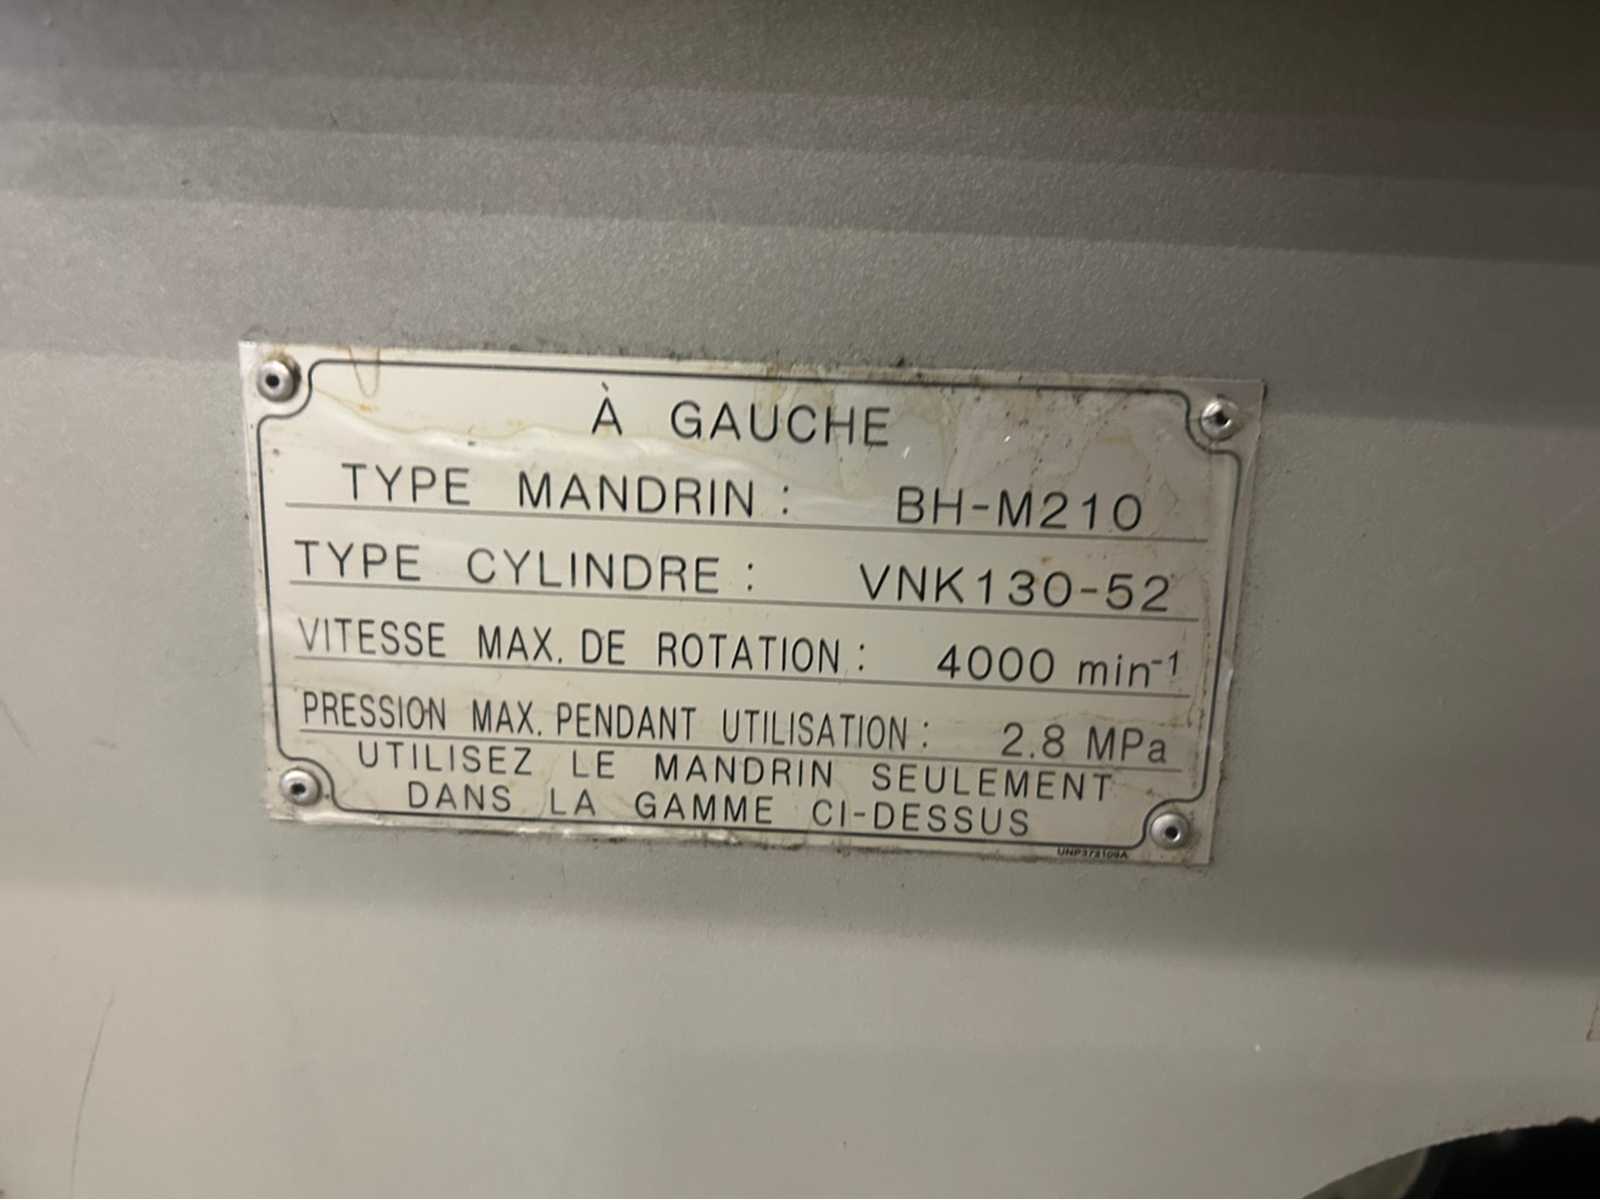 À GAUCHE
TYPE MANDRIN : BH-M210
TYPE CYLINDRE : VNK130-52
VITESSE MAX. DE ROTATION : 4000 min⁻¹
PRESSION MAX. PENDANT UTILISATION : 2.8 MPa
UTILISEZ LE MANDRIN SEULEMENT
DANS LA GAMME CI-DESSUS